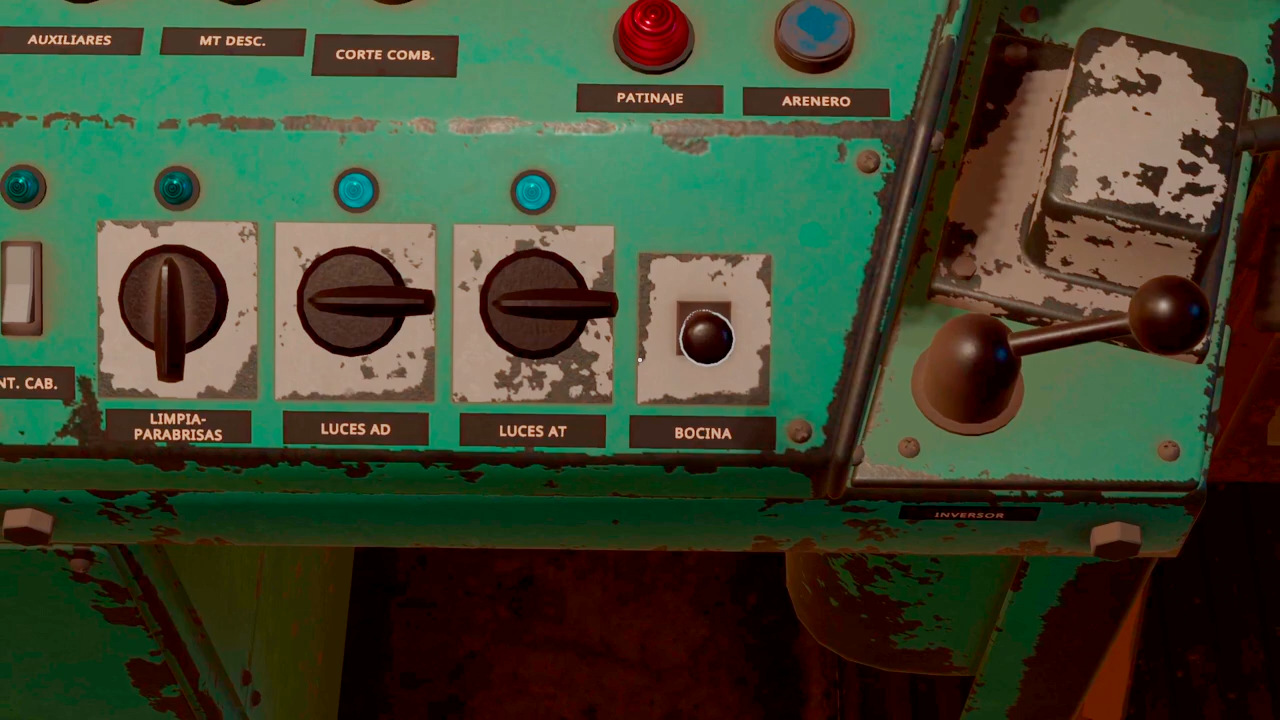 AUXILIARES
MT DESC.
CORTE COMB.
PATINAJE
ARENERO
NT. CAB.
LIMPIA-
PARABRISAS
LUCES AD
LUCES AT
BOCINA
INVERSOR